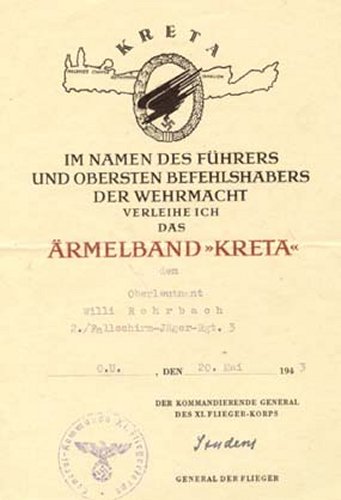 KRETA
IM NAMEN DES FÜHRERS
UND OBERSTEN BEFEHLSHABERS
DER WEHRMACHT
VERLEIHE ICH
DAS
ÄRMELBAND »KRETA«
dem
Oberleutnant
Willi Rohrbach
2./Fallschirm-Jäger-Rgt. 3
O.U. , DEN 20. Mai 1943
DER KOMMANDIERENDE GENERAL
DES XI. FLIEGER-KORPS
Student
GENERAL DER FLIEGER